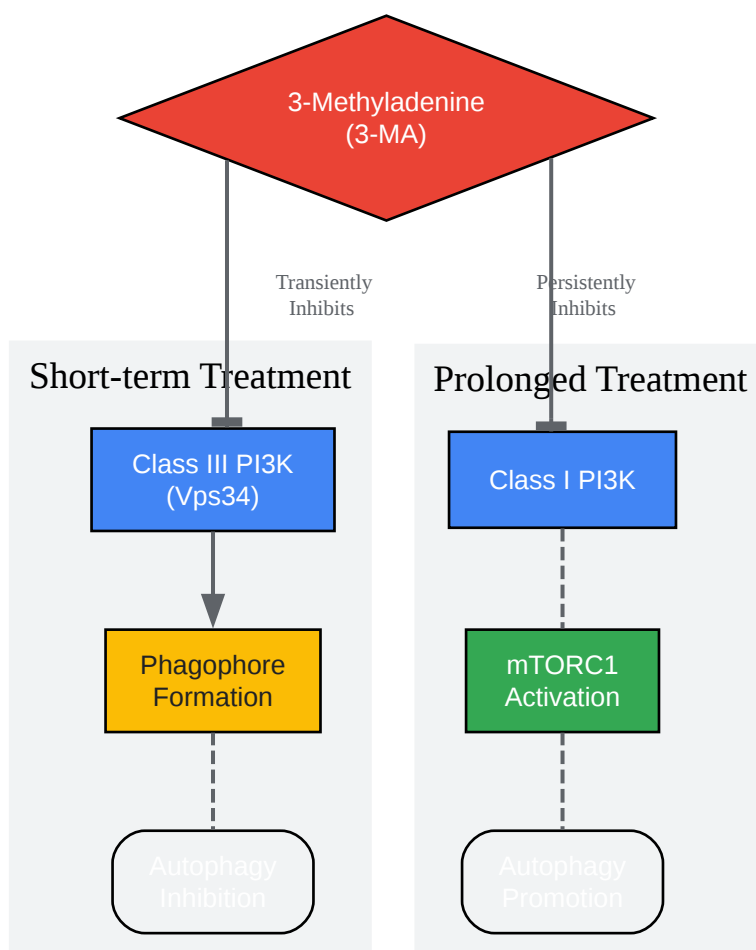 3-Methyladenine
(3-MA)
Transiently
Inhibits
Persistently
Inhibits
Short-term Treatment
Prolonged Treatment
Class III PI3K
(Vps34)
Class I PI3K
Phagophore
Formation
mTORC1
Activation
Autophagy
Inhibition
Autophagy
Promotion